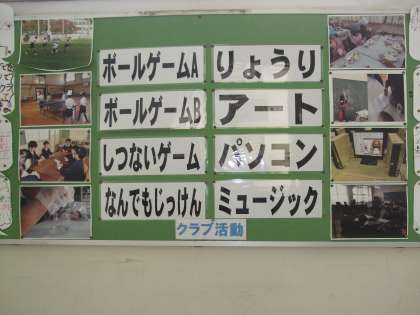 ボールゲームA
りょうり
ボールゲームB
アート
しつないゲーム
パソコン
なんでもじっけん
ミュージック
クラブ活動